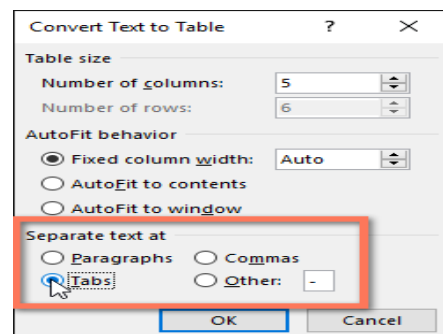 Convert Text to Table ? ×
Table size
Number of columns: 5
Number of rows: 6
AutoFit behavior
Fixed column width: Auto
AutoFit to contents
AutoFit to window
Separate text at
Paragraphs Commas
Tabs Other: -
OK Cancel